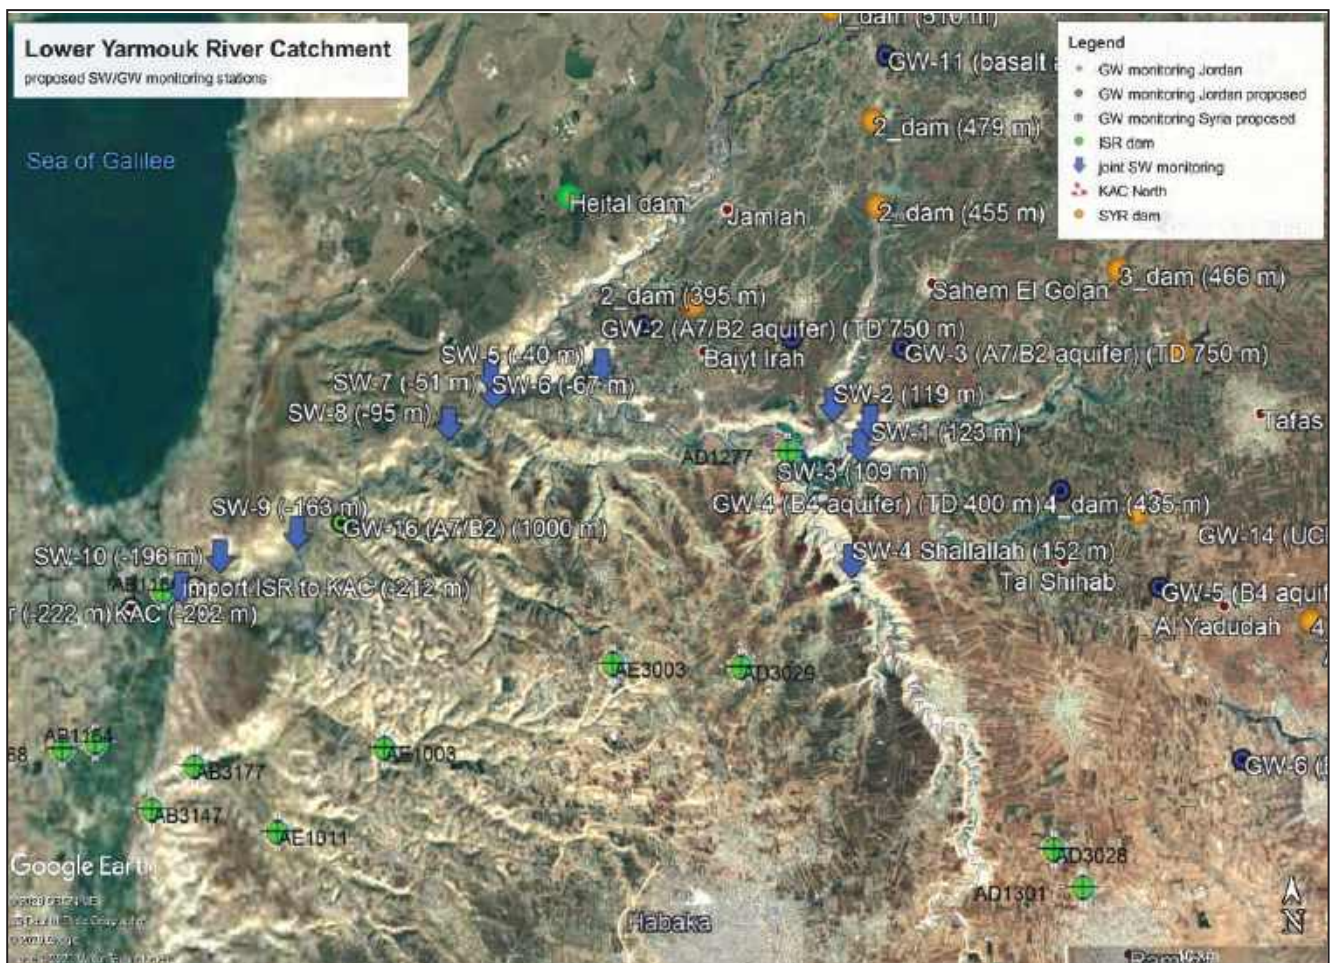 Lower Yarmouk River Catchment
proposed SW/GW monitoring stations
Legend
GW monitoring Jordan
GW monitoring Jordan proposed
GW monitoring Syria proposed
ISR dam
joint SW monitoring
KAC North
SYR dam
_dam (510 m)
GW-11 (basalt
2_dam (479 m)
Sea of Galilee
Heital dam
Jamlah
2_dam (455 m)
3_dam (466 m)
Sahem El Golan
2_dam (395 m)
GW-2 (A7/B2 aquifer) (TD 750 m)
GW-3 (A7/B2 aquifer) (TD 750 m)
Baiyt Irah
SW-5 (-40 m)
SW-7 (-51 m)
SW-6 (-67 m)
SW-8 (-95 m)
SW-2 (119 m)
Tafas
SW-1 (123 m)
AD1277
SW-3 (109 m)
GW-4 (B4 aquifer) (TD 400 m)
4_dam (435 m)
SW-9 (-163 m)
GW-16 (A7/B2) (1000 m)
GW-14 (UCI
SW-10 (-196 m)
SW-4 Shallallah (152 m)
Tal Shihab
import ISR to KAC (-212 m)
GW-5 (B4 aquif
r (-222 m)
KAC (-202 m)
Al Yadudah
4
AE3003
AD3029
68
AB1154
AE1003
AB3177
GW-6 (
AB3147
AE1011
AD3028
Google Earth
AD1301
Habaka
N